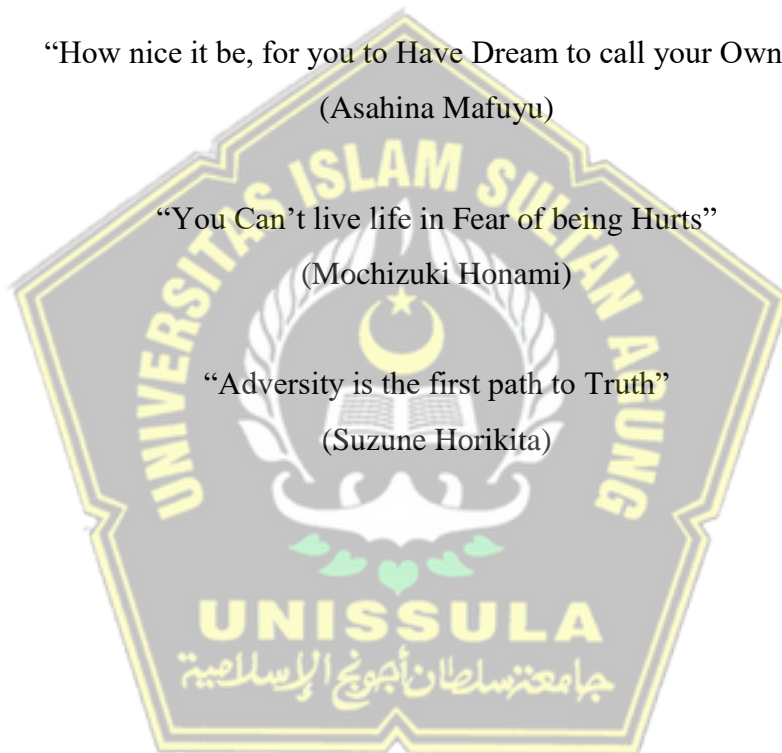 “How nice it be, for you to Have Dream to call your Own
(Asahina Mafuyu)
“You Can’t live life in Fear of being Hurts”
(Mochizuki Honami)
“Adversity is the first path to Truth”
(Suzune Horikita)
UNIVERSITAS ISLAM SULTAN AGUNG
UNISSULA
جامعة سلطان أجونج الإسلامية